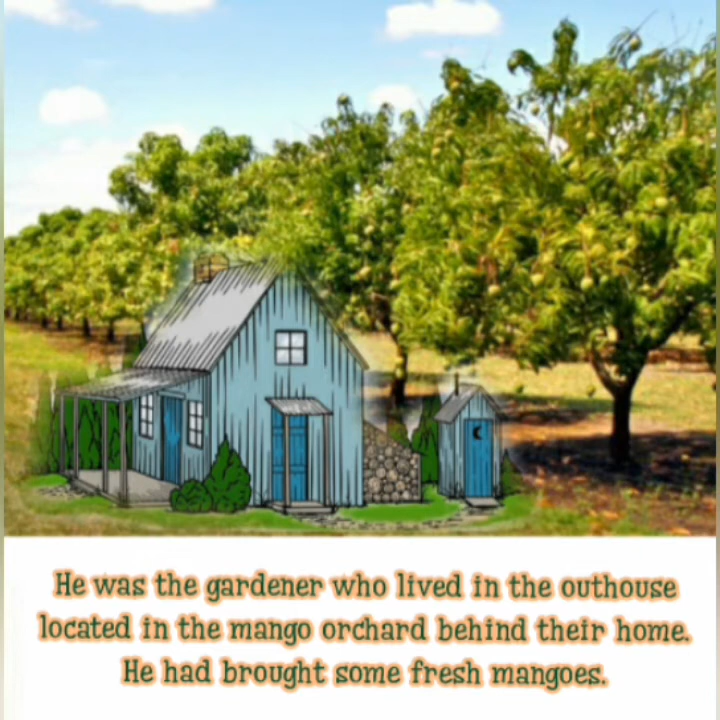 He was the gardener who lived in the outhouse
located in the mango orchard behind their home.
He had brought some fresh mangoes.